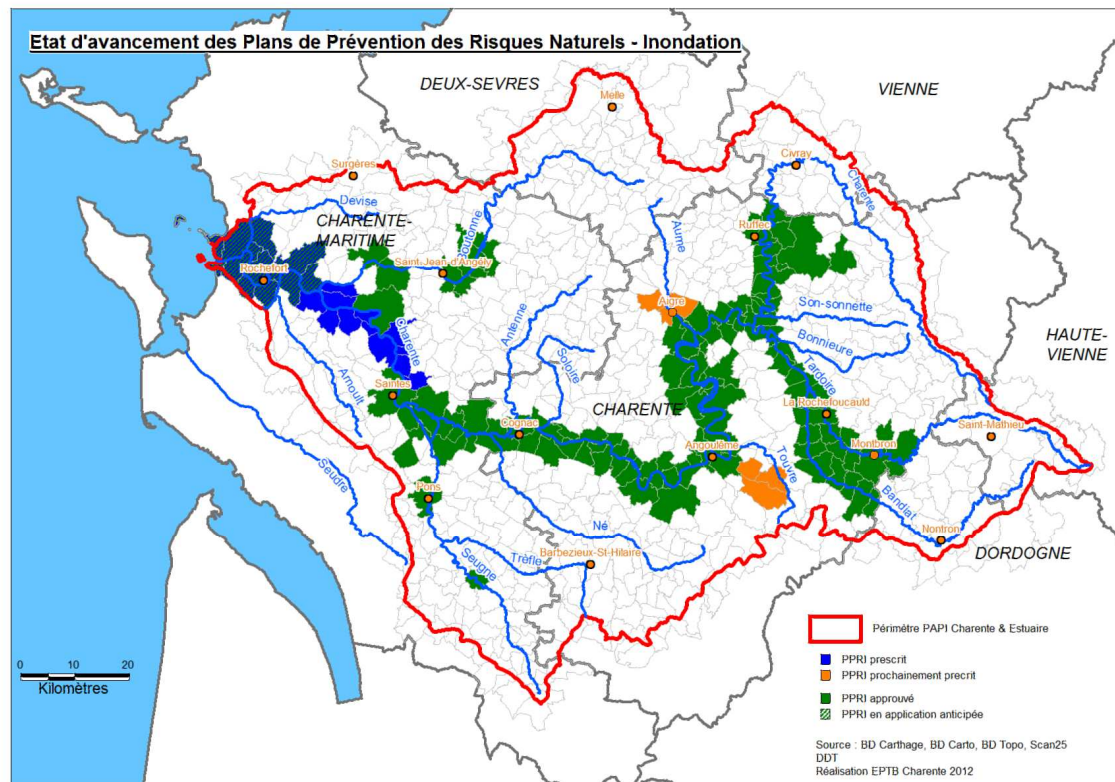 Etat d'avancement des Plans de Prévention des Risques Naturels - Inondation
DEUX-SEVRES
VIENNE
Melle
Civray
Surgères
Charente
Devise
CHARENTE-
MARITIME
Boutonne
Aume
Ruffec
Rochefort
Saint-Jean d'Angély
Aigre
Son-sonnette
HAUTE-
VIENNE
Antenne
Bonnieure
Charente
Soloire
Tardoire
Arnoult
Saintes
CHARENTE
La Rochefoucauld
Cognac
Saint-Mathieu
Angoulême
Montbron
Touvre
Seudre
Pons
Bandiat
Né
Nontron
Barbezieux-St-Hilaire
Trèfle
DORDOGNE
Seugne
Périmètre PAPI Charente & Estuaire
0 10 20
Kilomètres
PPRI prescrit
PPRI prochainement precrit
PPRI approuvé
PPRI en application anticipée
Source : BD Carthage, BD Carto, BD Topo, Scan25
DDT
Réalisation EPTB Charente 2012